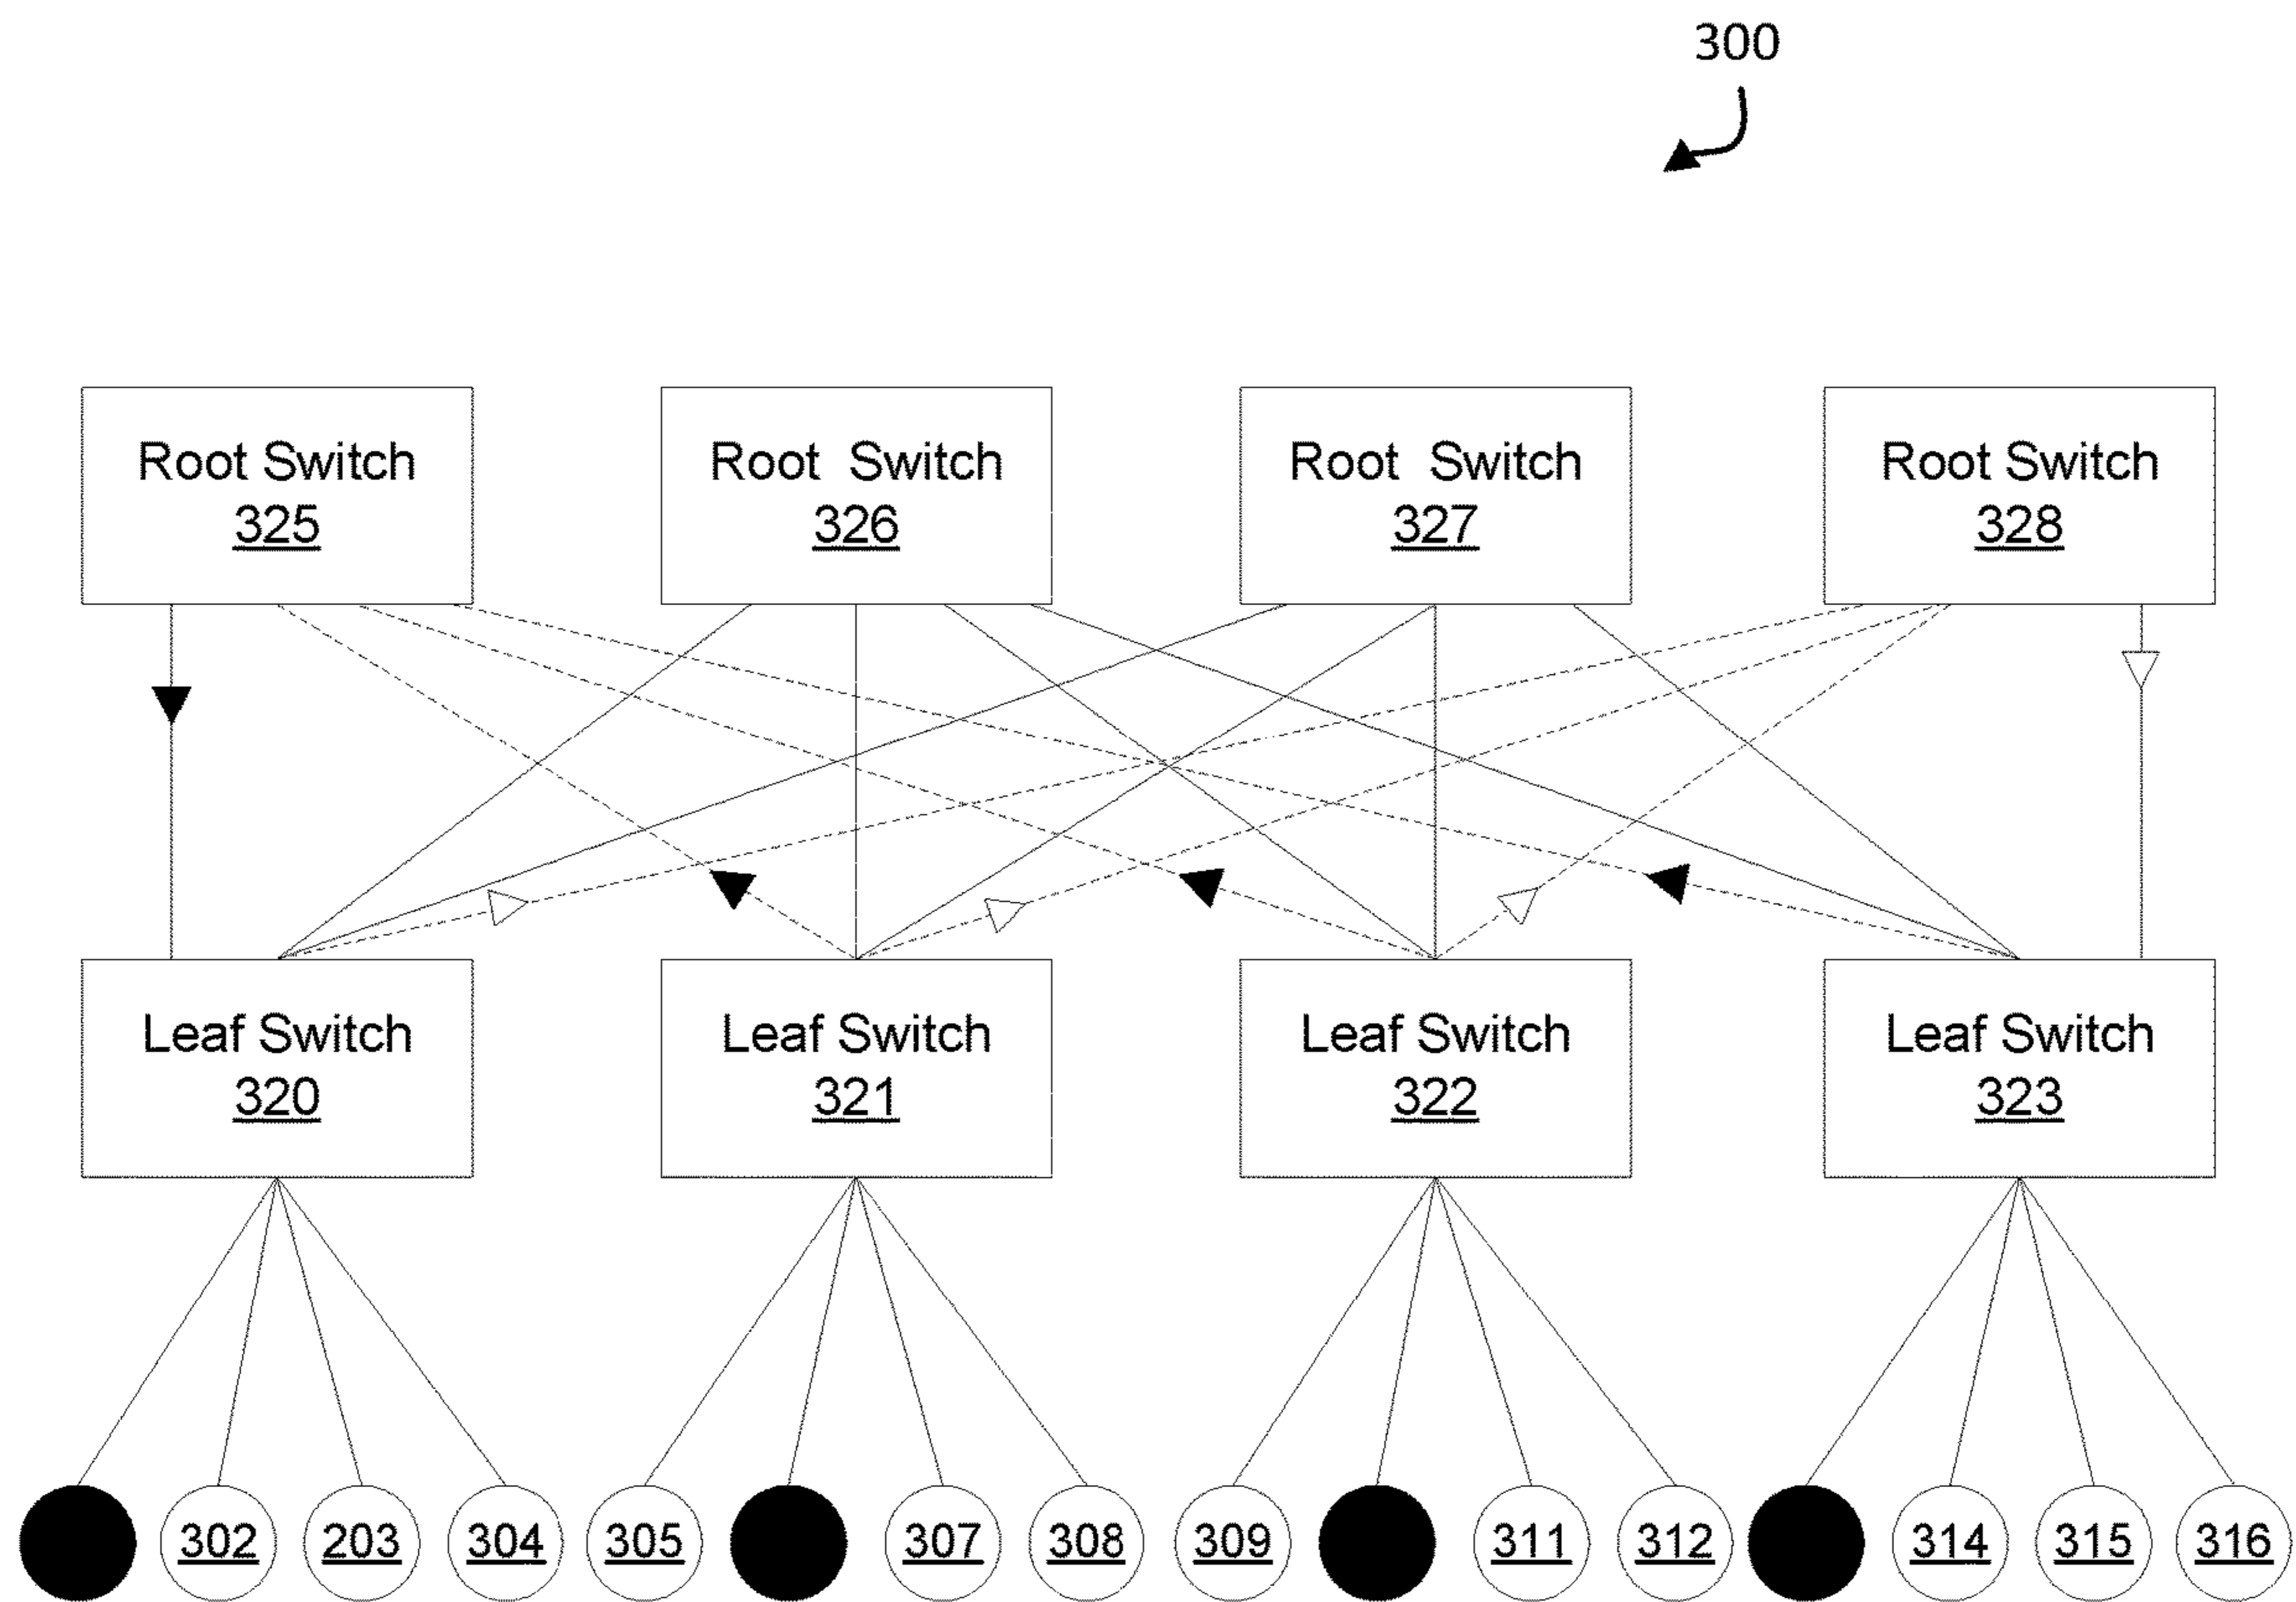 300
Root Switch
325
Root Switch
326
Root Switch
327
Root Switch
328
Leaf Switch
320
Leaf Switch
321
Leaf Switch
322
Leaf Switch
323
302 203 304 305 307 308 309 311 312 314 315 316